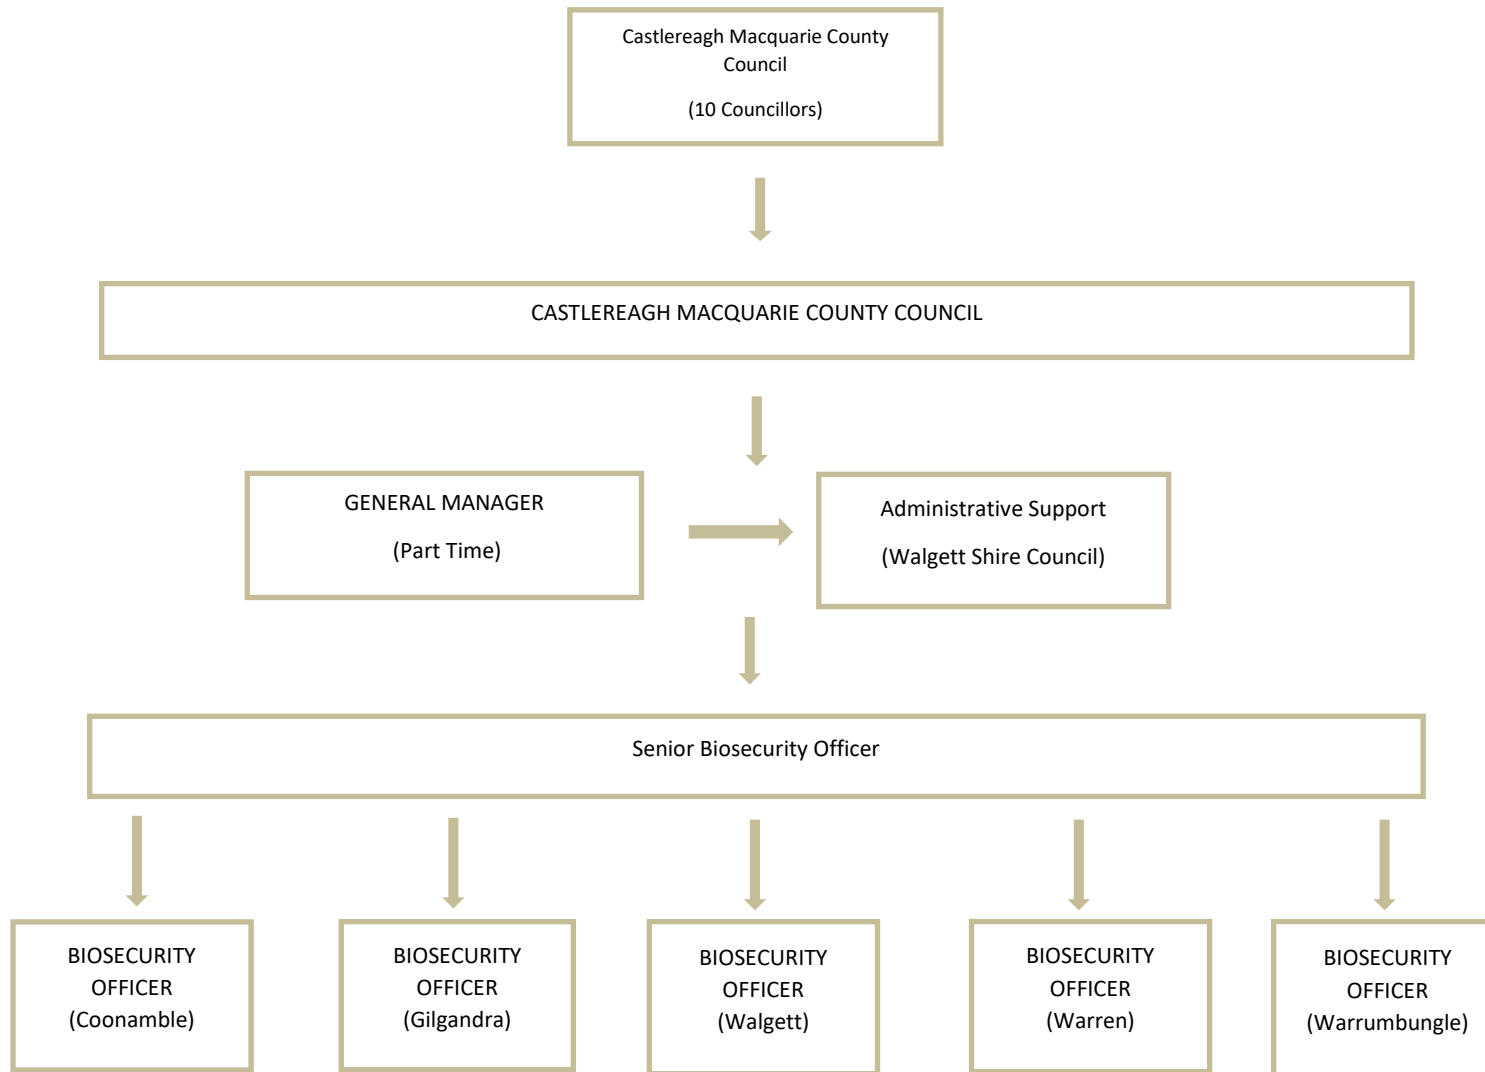 Castlereagh Macquarie County
Council
(10 Councillors)
CASTLEREAGH MACQUARIE COUNTY COUNCIL
GENERAL MANAGER
(Part Time)
Administrative Support
(Walgett Shire Council)
Senior Biosecurity Officer
BIOSECURITY
OFFICER
(Coonamble)
BIOSECURITY
OFFICER
(Gilgandra)
BIOSECURITY
OFFICER
(Walgett)
BIOSECURITY
OFFICER
(Warren)
BIOSECURITY
OFFICER
(Warrumbungle)